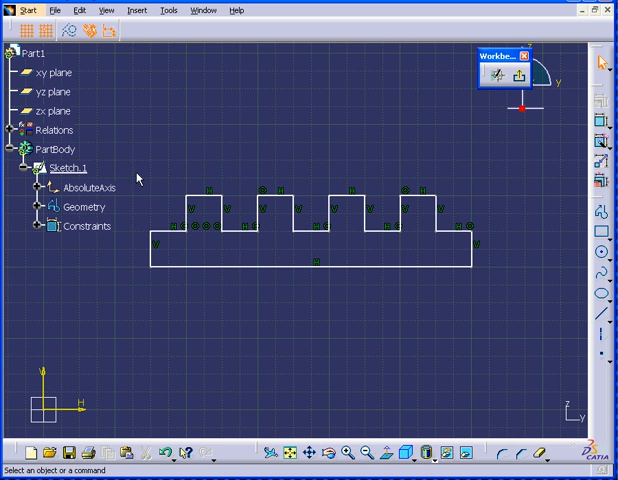 Start File Edit View Insert Tools Window Help
Workbe...
Part1
xy plane
y
yz plane
zx plane
Relations
PartBody
Sketch.1
AbsoluteAxis
H H H H
Geometry
V V V V V V V V
H H H H H
Constraints
V V
H
V
H
z
y
CATIA
Select an object or a command